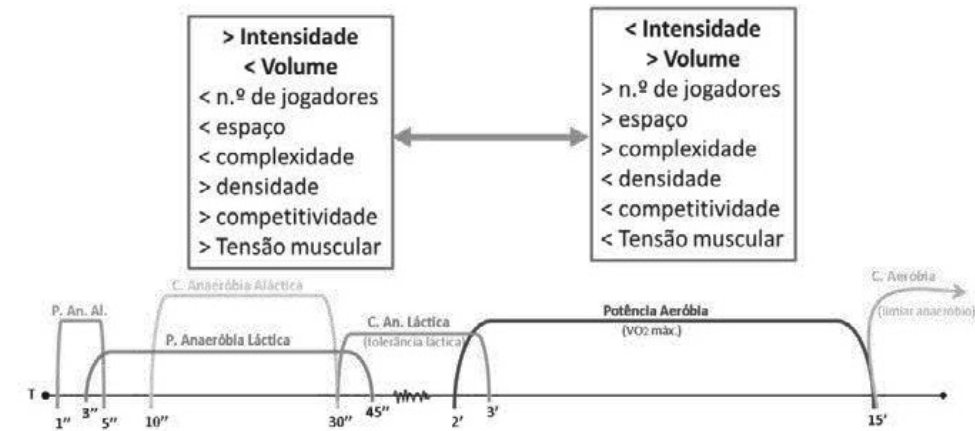 > Intensidade
< Volume
< n.º de jogadores
< espaço
< complexidade
> densidade
> competitividade
> Tensão muscular
< Intensidade
> Volume
> n.º de jogadores
> espaço
> complexidade
< densidade
< competitividade
< Tensão muscular
C. Anaeróbia Aláctica
P. An. Al.
P. Anaeróbia Láctica
C. An. Láctica
(tolerância láctica)
Potência Aeróbia
(VO2 máx.)
C. Aeróbia
(limiar anaeróbio)
T
1’’ 3’’ 5’’ 10’’ 30’’ 45’’ 2’ 3’ 15’